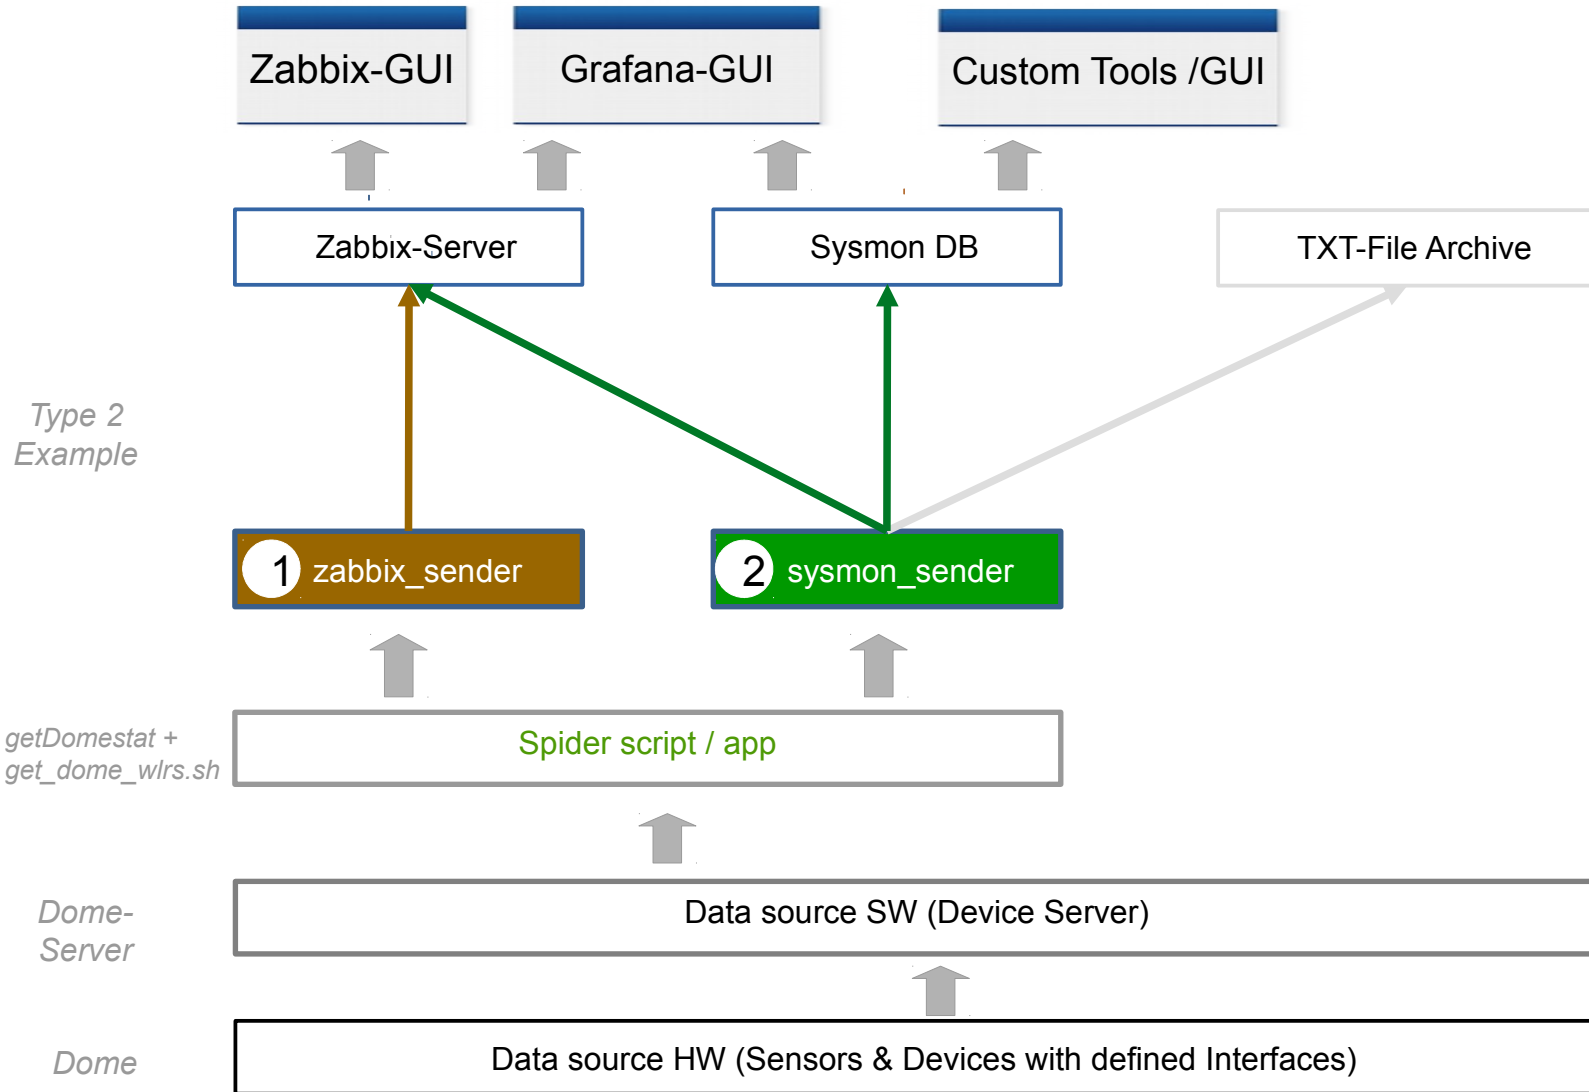 Zabbix-GUI
Grafana-GUI
Custom Tools /GUI
Zabbix-Server
Sysmon DB
TXT-File Archive
Type 2
Example
1 zabbix_sender
2 sysmon_sender
getDomestat +
get_dome_wlrs.sh
Spider script / app
Dome-
Server
Data source SW (Device Server)
Dome
Data source HW (Sensors & Devices with defined Interfaces)